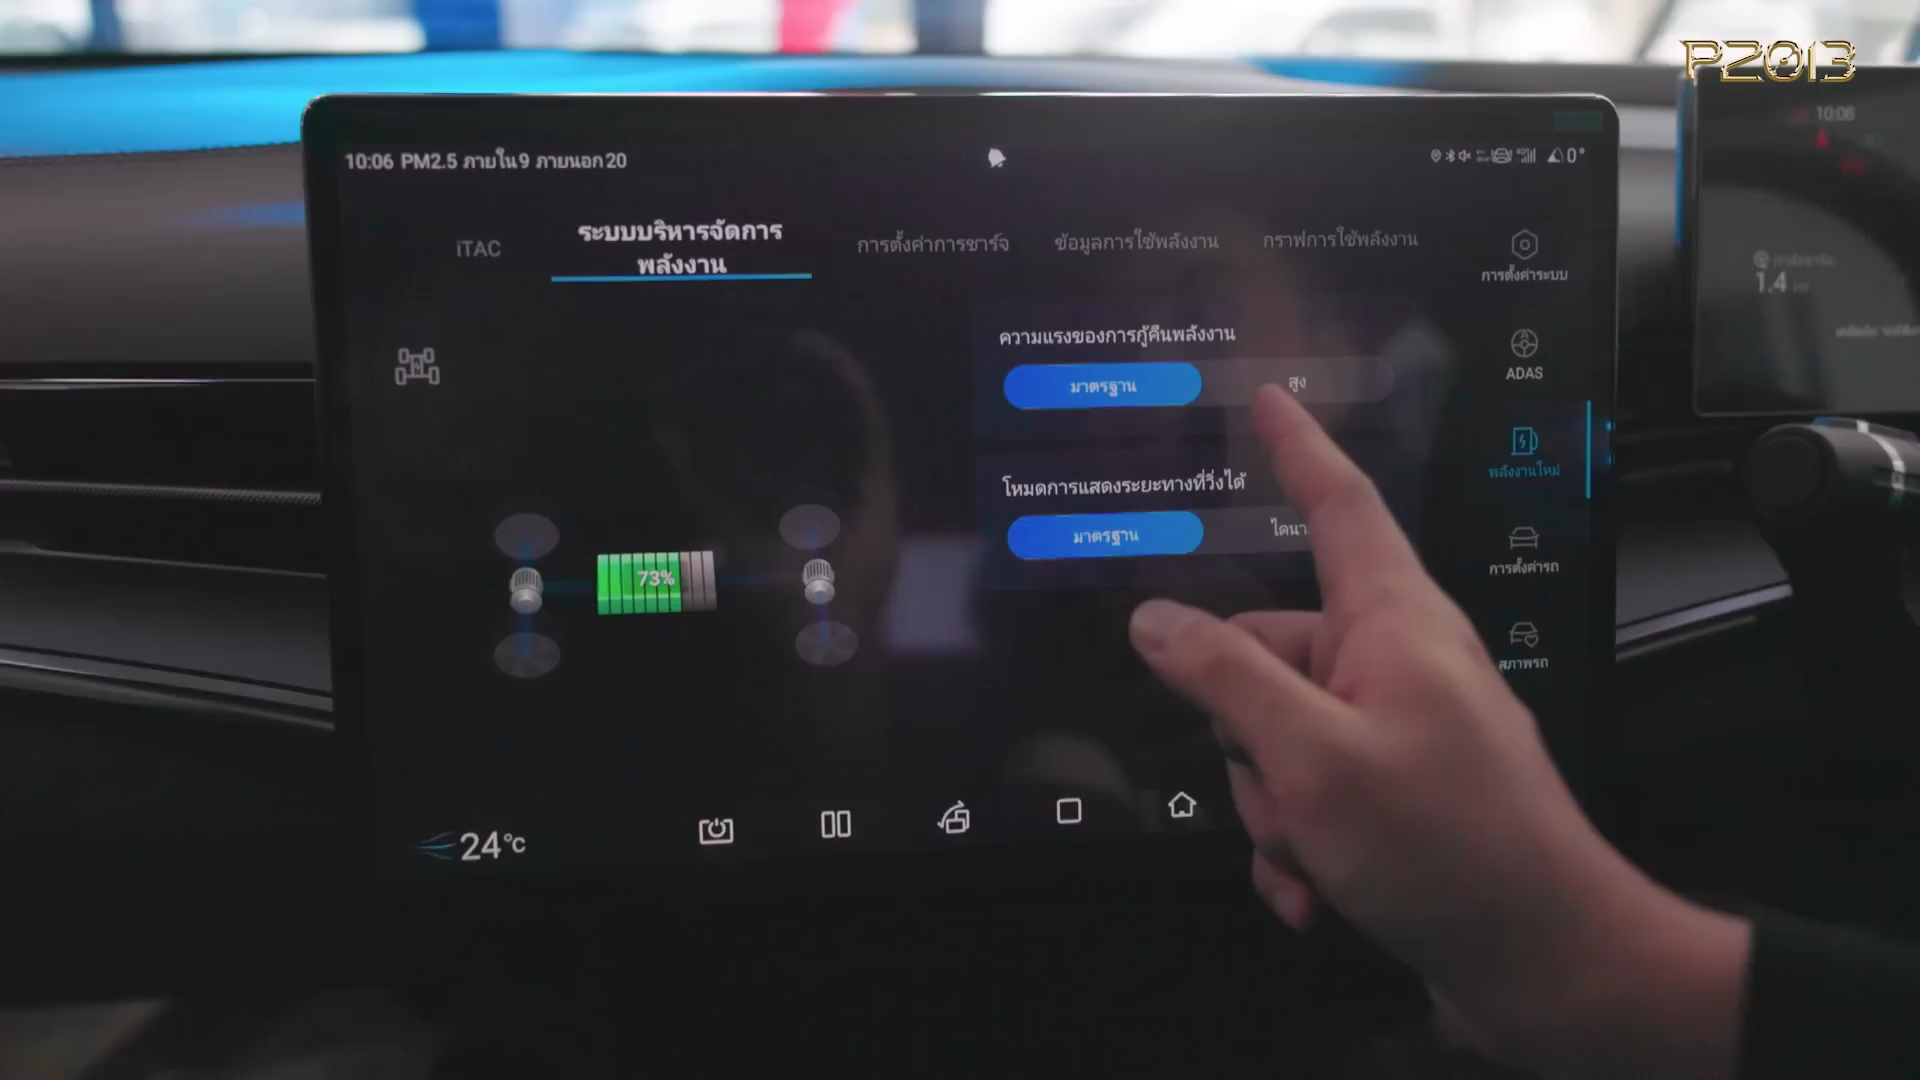 PZ013
10:06 PM2.5 ภายใน 9 ภายนอก 20
0°
10:06
iTAC
ระบบบริหารจัดการ
พลังงาน
การตั้งค่าการชาร์จ
ข้อมูลการใช้พลังงาน
กราฟการใช้พลังงาน
การตั้งค่าระบบ
1.4
ความแรงของการกู้คืนพลังงาน
มาตรฐาน
สูง
ADAS
พลังงานใหม่
โหมดการแสดงระยะทางที่วิ่งได้
มาตรฐาน
73%
การตั้งค่ารถ
สภาพรถ
24°C